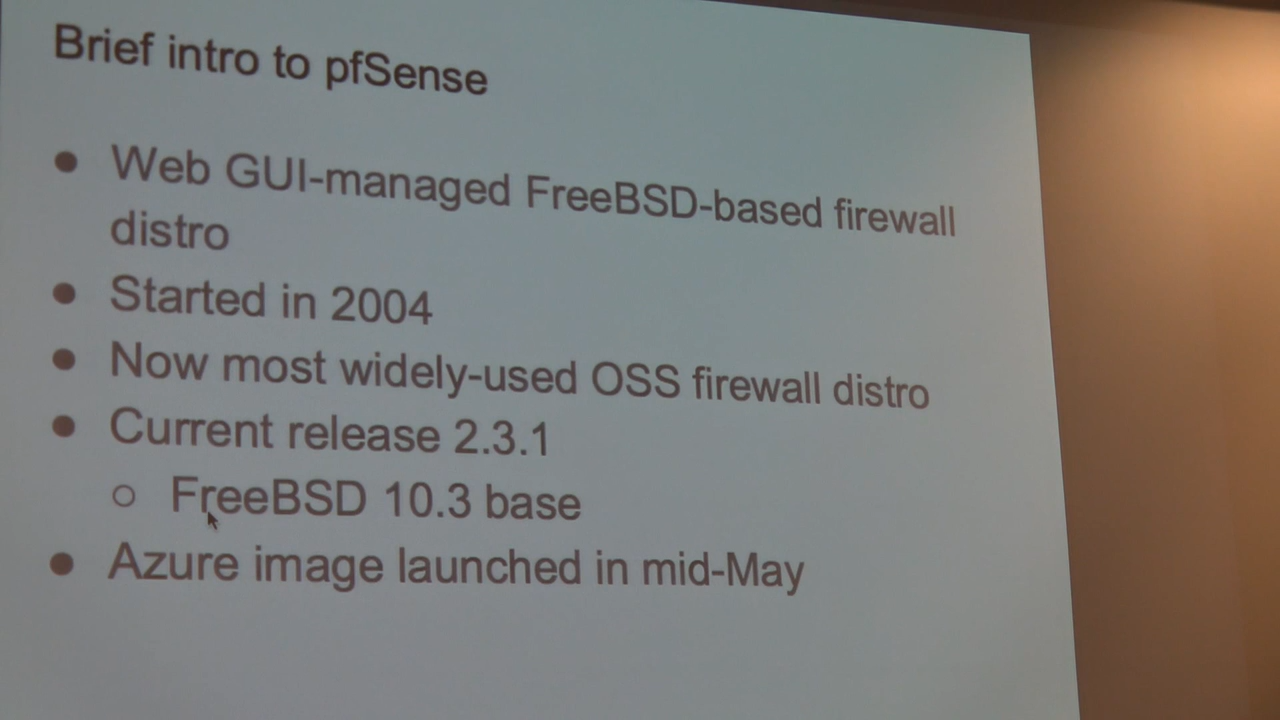 Brief intro to pfSense
● Web GUI-managed FreeBSD-based firewall
distro
● Started in 2004
● Now most widely-used OSS firewall distro
● Current release 2.3.1
○ FreeBSD 10.3 base
● Azure image launched in mid-May